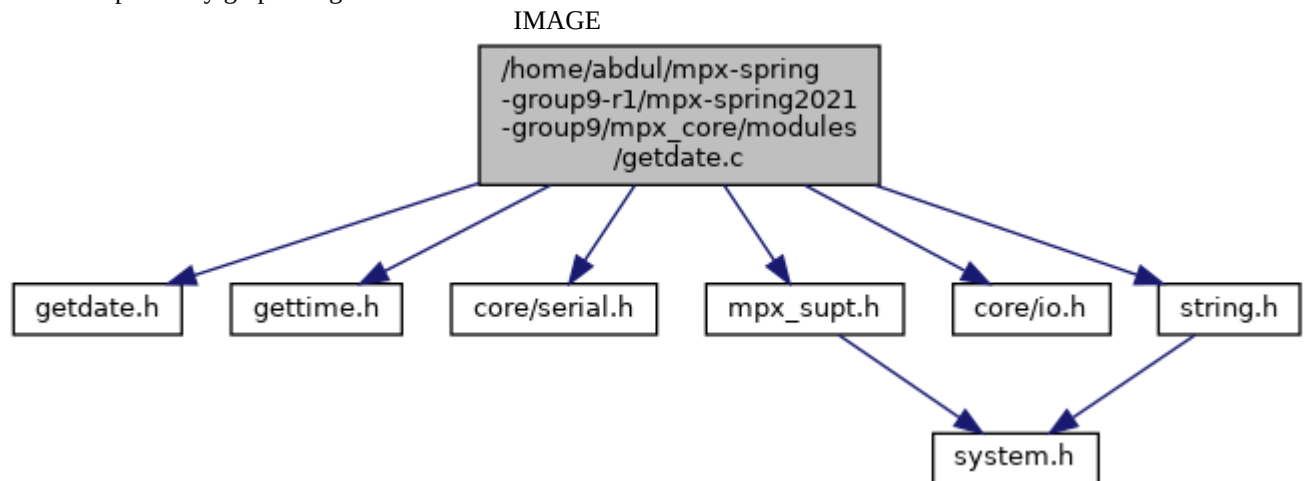 IMAGE
/home/abdul/mpx-spring
-group9-r1/mpx-spring2021
-group9/mpx_core/modules
/getdate.c
getdate.h
gettime.h
core/serial.h
mpx_supt.h
core/io.h
string.h
system.h